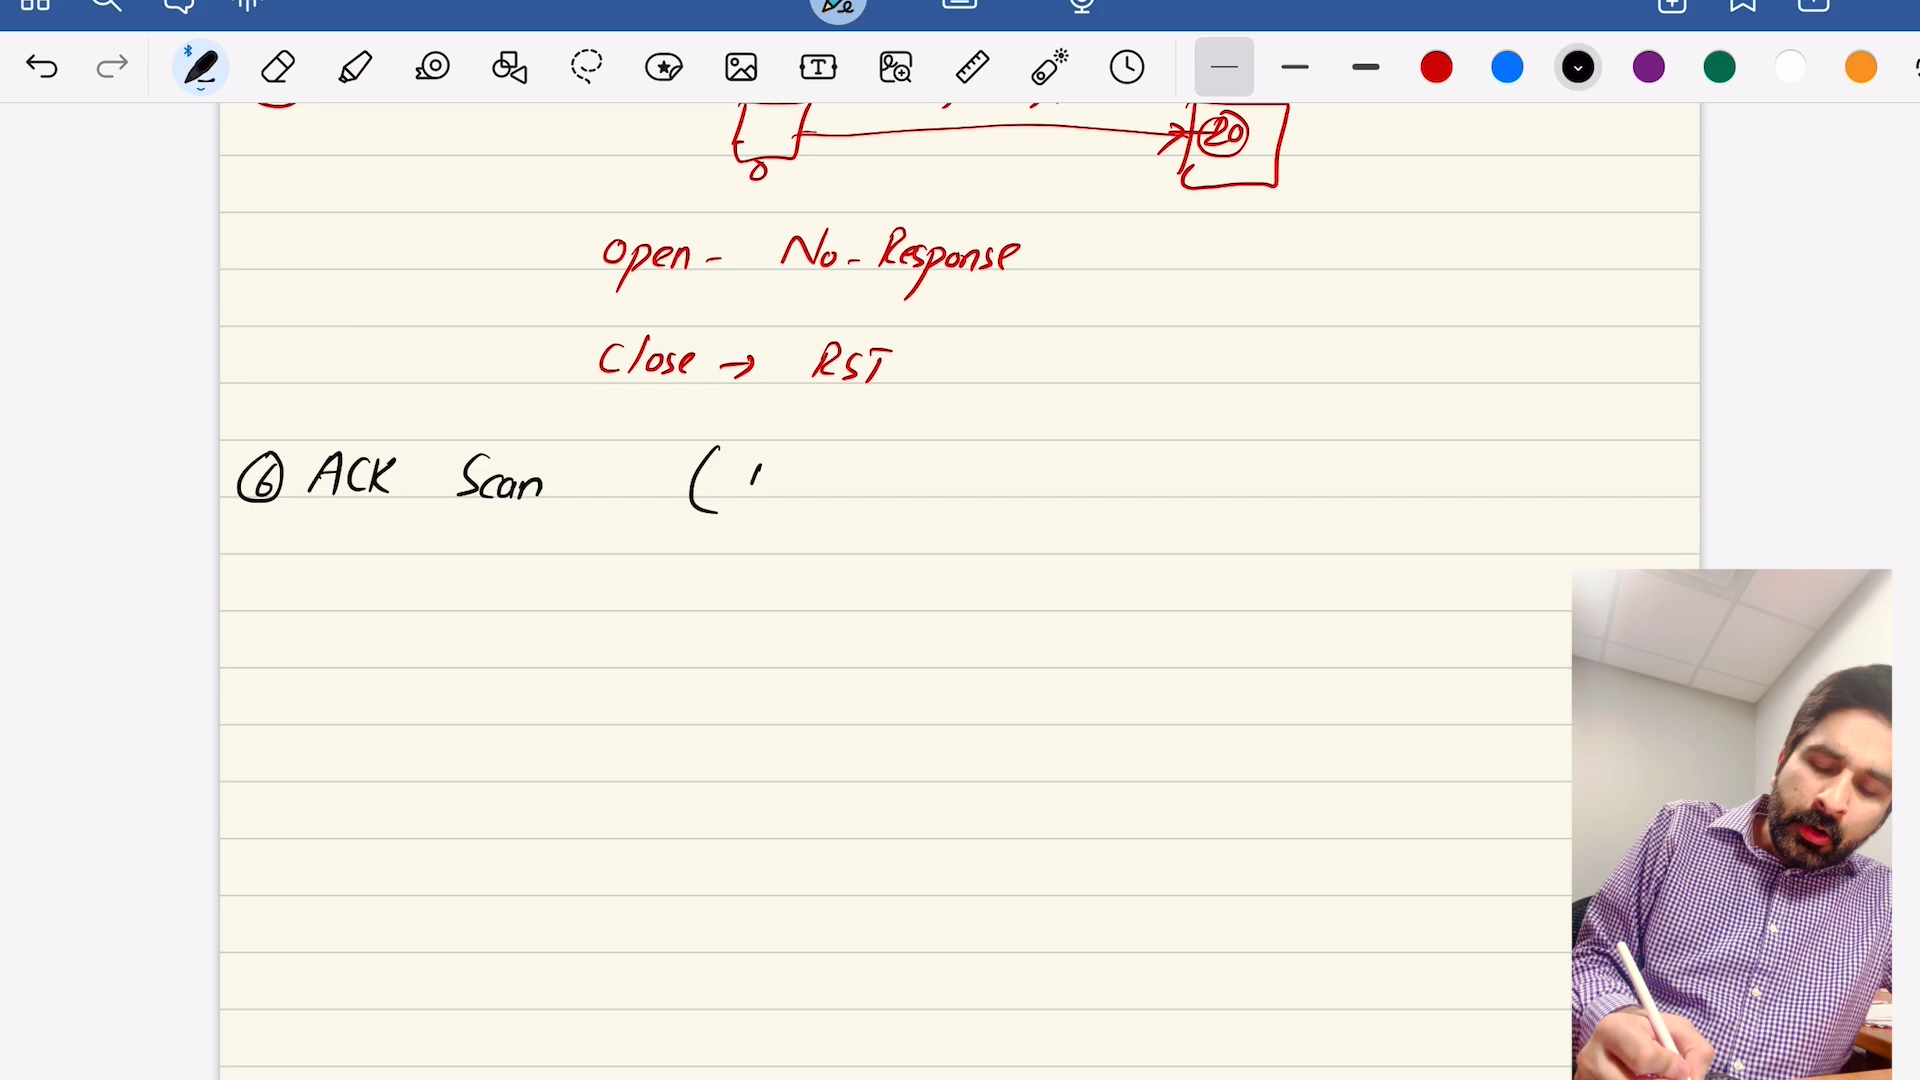 20
Open - No-Response
Close → RST
⑥ ACK Scan (